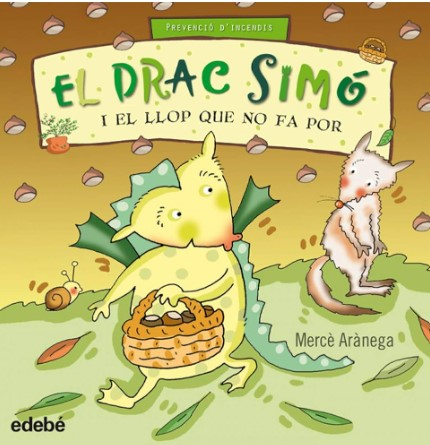 PREVENCIÓ D'INCENDIS
EL DRAC SIMÓ
I EL LLOP QUE NO FA POR
Mercè Arànega
edebé